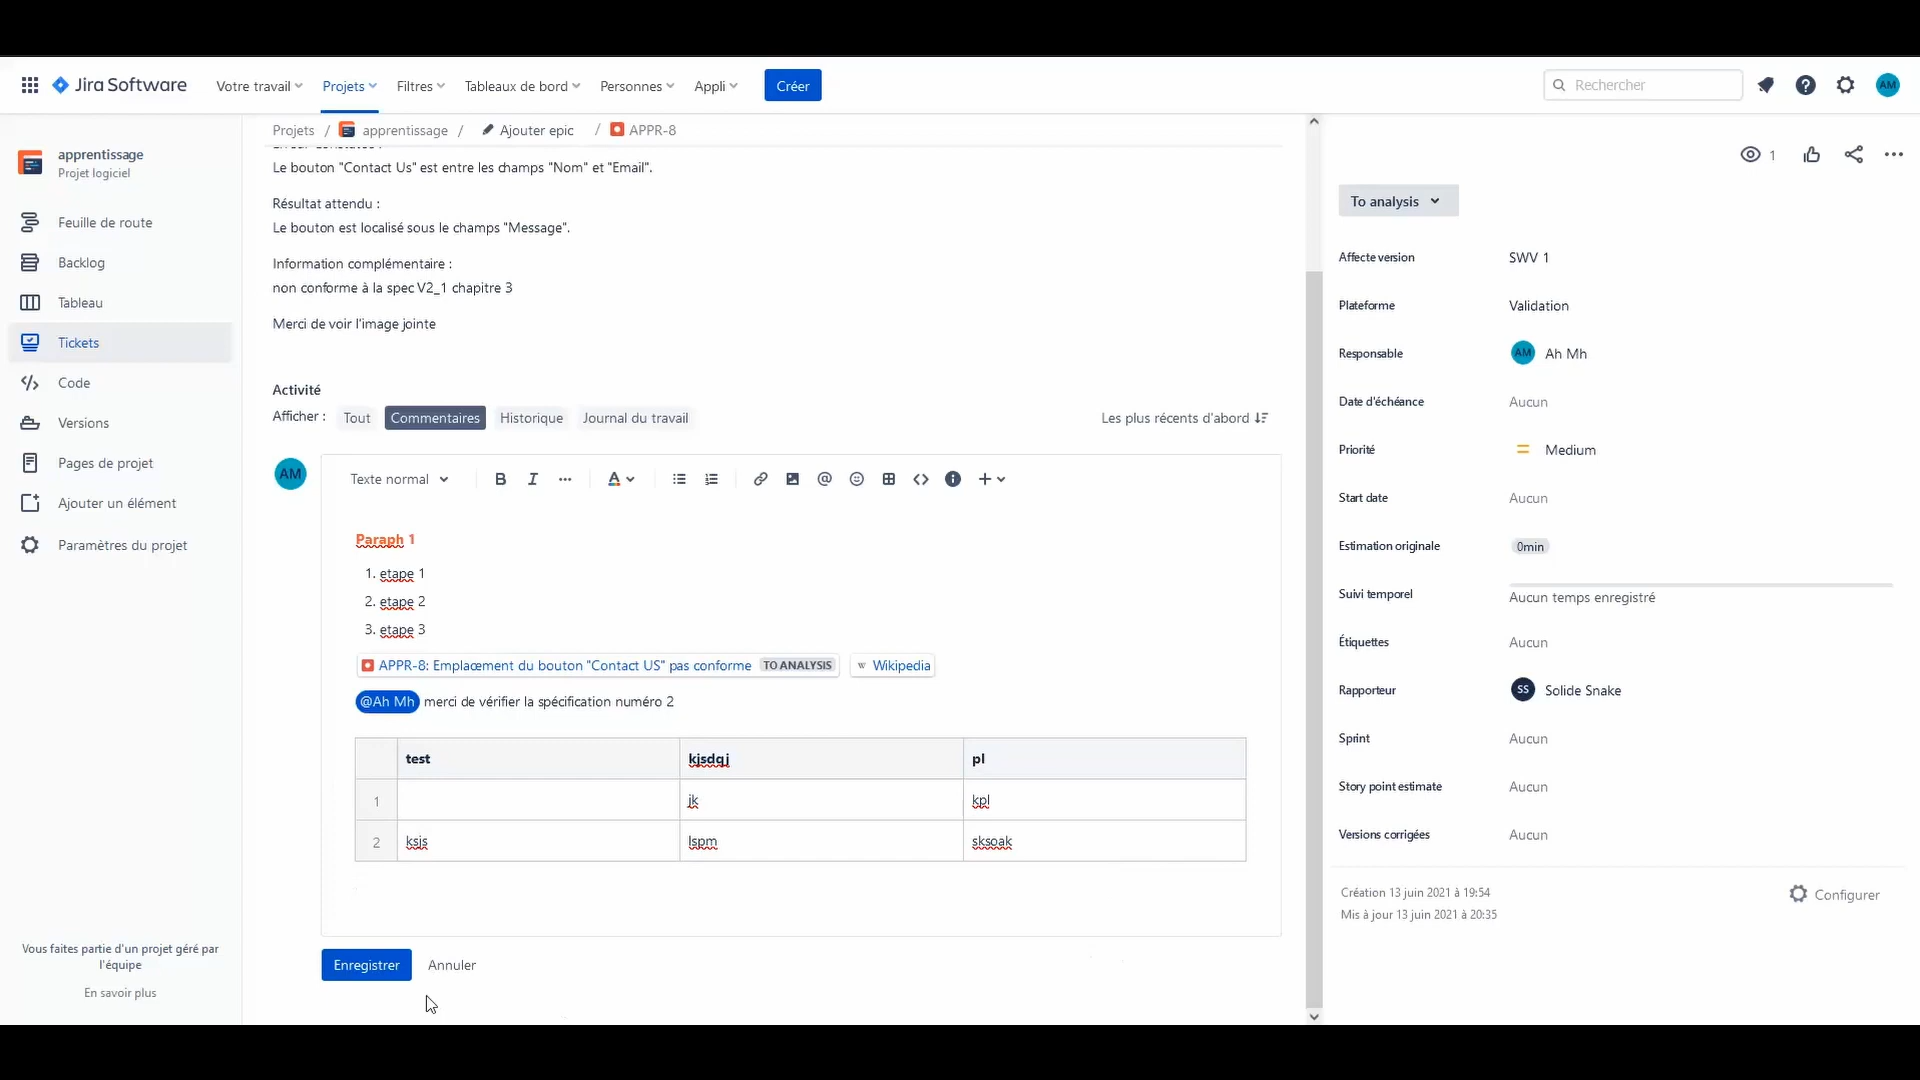 Jira Software
Votre travail
Projets
Filtres
Tableaux de bord
Personnes
Appli
Créer
Rechercher
AM
apprentissage
Projet logiciel
Feuille de route
Backlog
Tableau
Tickets
Code
Versions
Pages de projet
Ajouter un élément
Paramètres du projet
Vous faites partie d'un projet géré par
l'équipe
En savoir plus
Projets / apprentissage / Ajouter epic / APPR-8
Le bouton "Contact Us" est entre les champs "Nom" et "Email".
Résultat attendu :
Le bouton est localisé sous le champs "Message".
Information complémentaire :
non conforme à la spec V2_1 chapitre 3
Merci de voir l'image jointe
Activité
Afficher : Tout Commentaires Historique Journal du travail
Les plus récents d'abord
AM
Texte normal B I ... A
Paraph 1
1. etape 1
2. etape 2
3. etape 3
APPR-8: Emplacement du bouton "Contact US" pas conforme TO ANALYSIS W Wikipedia
@Ah Mh merci de vérifier la spécification numéro 2
test kjsdqj pl
1 jk kpl
2 ksjs lspm sksoak
Enregistrer Annuler
1
To analysis
Affecte version SWV 1
Plateforme Validation
Responsable AM Ah Mh
Date d'échéance Aucun
Priorité Medium
Start date Aucun
Estimation originale 0min
Suivi temporel Aucun temps enregistré
Étiquettes Aucun
Rapporteur SS Solide Snake
Sprint Aucun
Story point estimate Aucun
Versions corrigées Aucun
Création 13 juin 2021 à 19:54
Mis à jour 13 juin 2021 à 20:35
Configurer